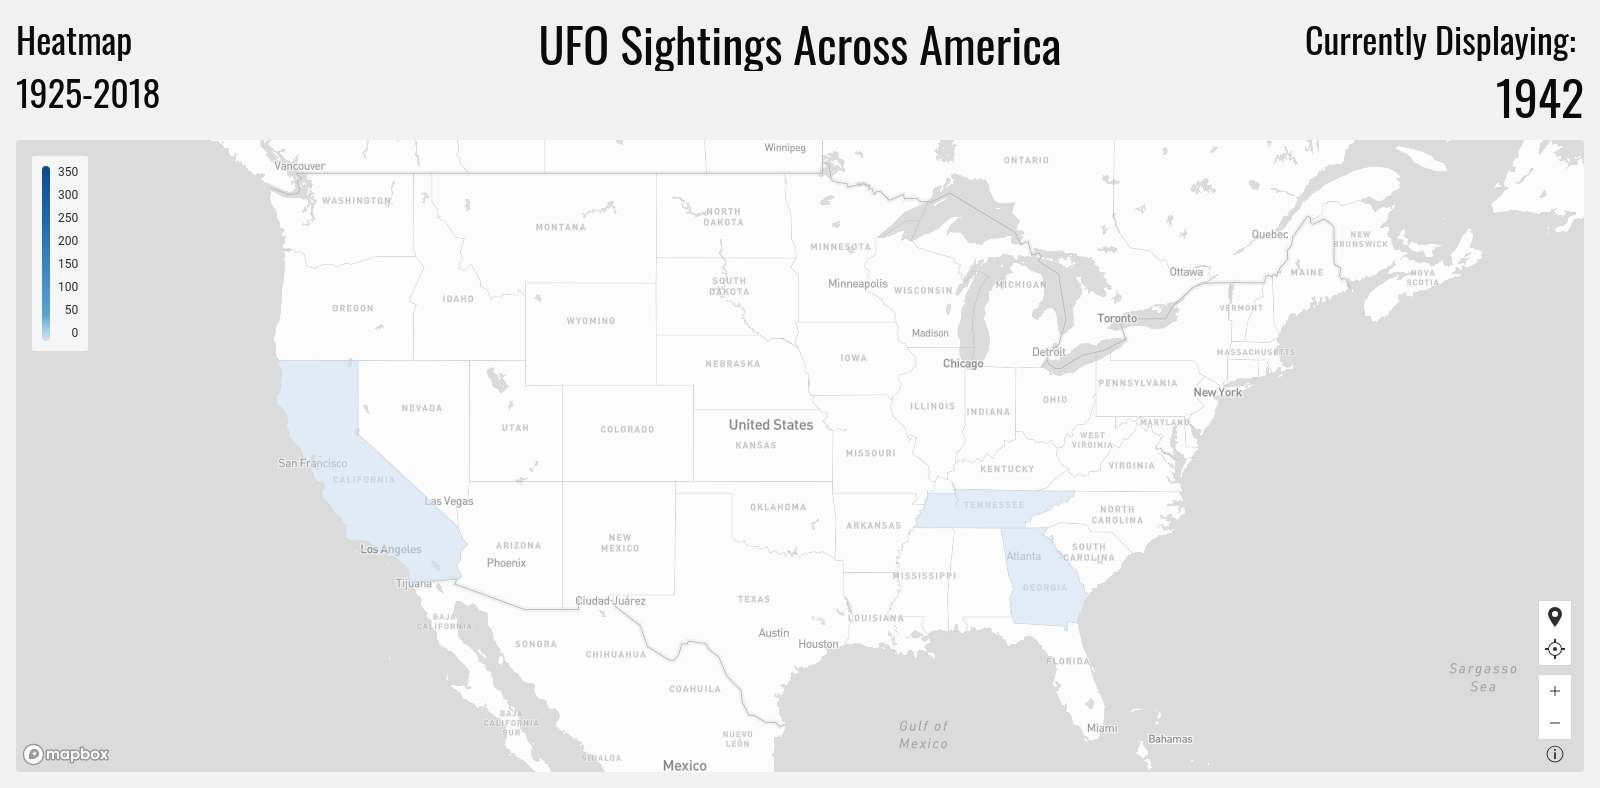 Heatmap
1925-2018
UFO Sightings Across America
Currently Displaying:
1942
350
300
250
200
150
100
50
0
Vancouver
Winnipeg
ONTARIO
WASHINGTON
MONTANA
NORTH
DAKOTA
MINNESOTA
Quebec
NEW
BRUNSWICK
Ottawa
MAINE
NOVA
SCOTIA
SOUTH
DAKOTA
Minneapolis
WISCONSIN
MICHIGAN
OREGON
IDAHO
WYOMING
VERMONT
Toronto
Madison
Detroit
MASSACHUSETTS
NEBRASKA
IOWA
Chicago
PENNSYLVANIA
New York
NEVADA
UTAH
COLORADO
United States
KANSAS
ILLINOIS
INDIANA
OHIO
MARYLAND
WEST
VIRGINIA
VIRGINIA
MISSOURI
KENTUCKY
San Francisco
CALIFORNIA
Las Vegas
OKLAHOMA
TENNESSEE
NORTH
CAROLINA
ARKANSAS
Los Angeles
ARIZONA
Phoenix
NEW
MEXICO
Atlanta
SOUTH
CAROLINA
MISSISSIPPI
GEORGIA
Tijuana
Ciudad Juárez
TEXAS
BAJA
CALIFORNIA
LOUISIANA
Austin
Houston
SONORA
CHIHUAHUA
FLORIDA
COAHUILA
Sargasso
Sea
BAJA
CALIFORNIA
SUR
Gulf of
Mexico
Miami
Bahamas
NUEVO
LEÓN
SINALOA
Mexico
mapbox